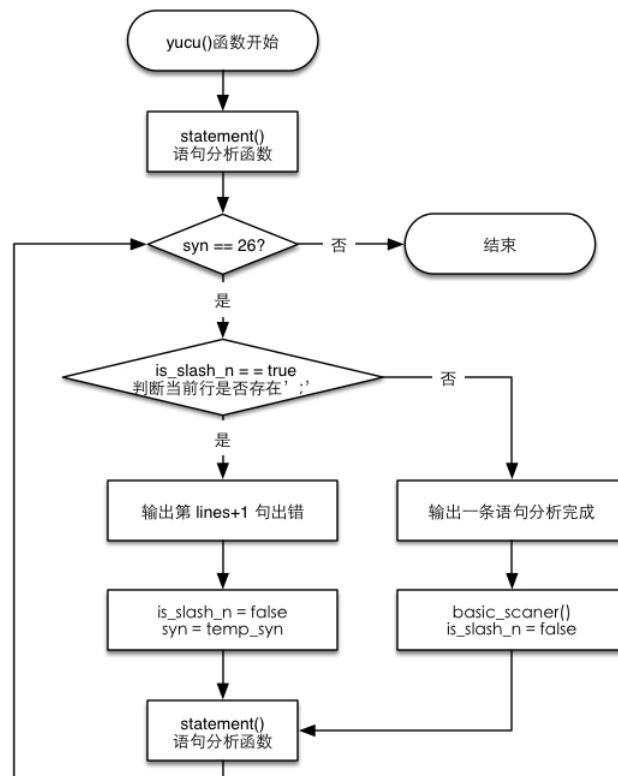 yucu()函数开始
statement()
语句分析函数
syn == 26?
否
结束
是
is_slash_n = = true
判断当前行是否存在’;’
否
是
输出第 lines+1 句出错
输出一条语句分析完成
is_slash_n = false
syn = temp_syn
basic_scaner()
is_slash_n = false
statement()
语句分析函数